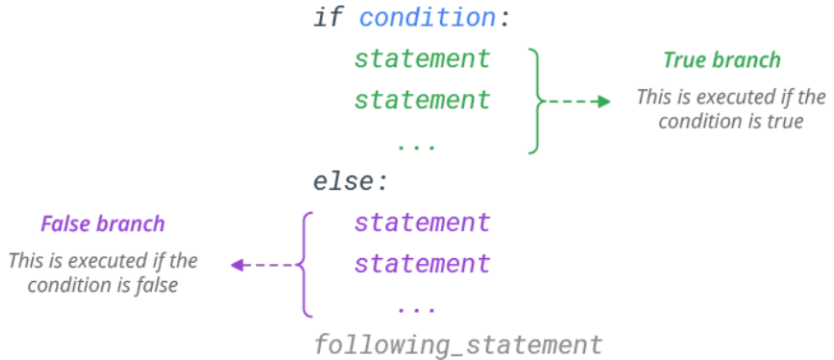 if condition:
statement
statement
...
True branch
This is executed if the
condition is true
else:
False branch
This is executed if the
condition is false
statement
statement
...
following_statement